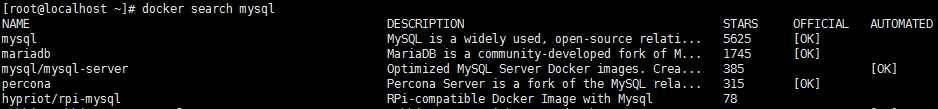 [root@localhost ~]# docker search mysql
NAME DESCRIPTION STARS OFFICIAL AUTOMATED
mysql MySQL is a widely used, open-source relati... 5625 [OK]
mariadb MariaDB is a community-developed fork of M... 1745 [OK]
mysql/mysql-server Optimized MySQL Server Docker images. Crea... 385 [OK]
percona Percona Server is a fork of the MySQL rela... 315 [OK]
hypriot/rpi-mysql RPi-compatible Docker Image with Mysql 78